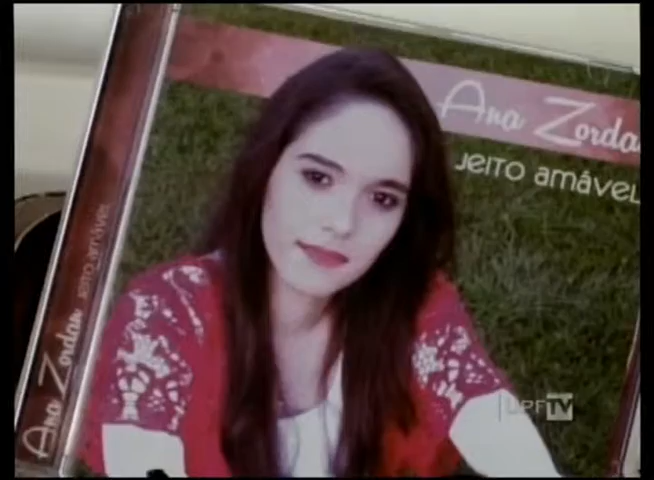 Ana Zordan
JEITO AMÁVEL
Ana Zordan JEITO AMÁVEL
UPFTV